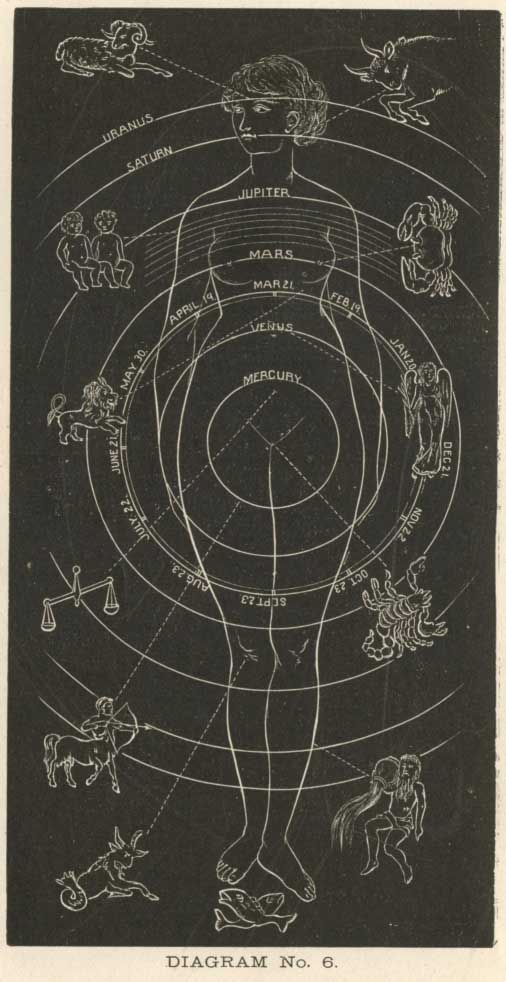 URANUS
SATURN
JUPITER
MARS
MAR 21.
APRIL 19.
FEB 19.
VENUS
MAY 30.
JAN 20
MERCURY
JUNE 21.
DEC 21.
JULY 22.
NOV 22
AUG 23
OCT. 23
SEPT. 23
DIAGRAM No. 6.